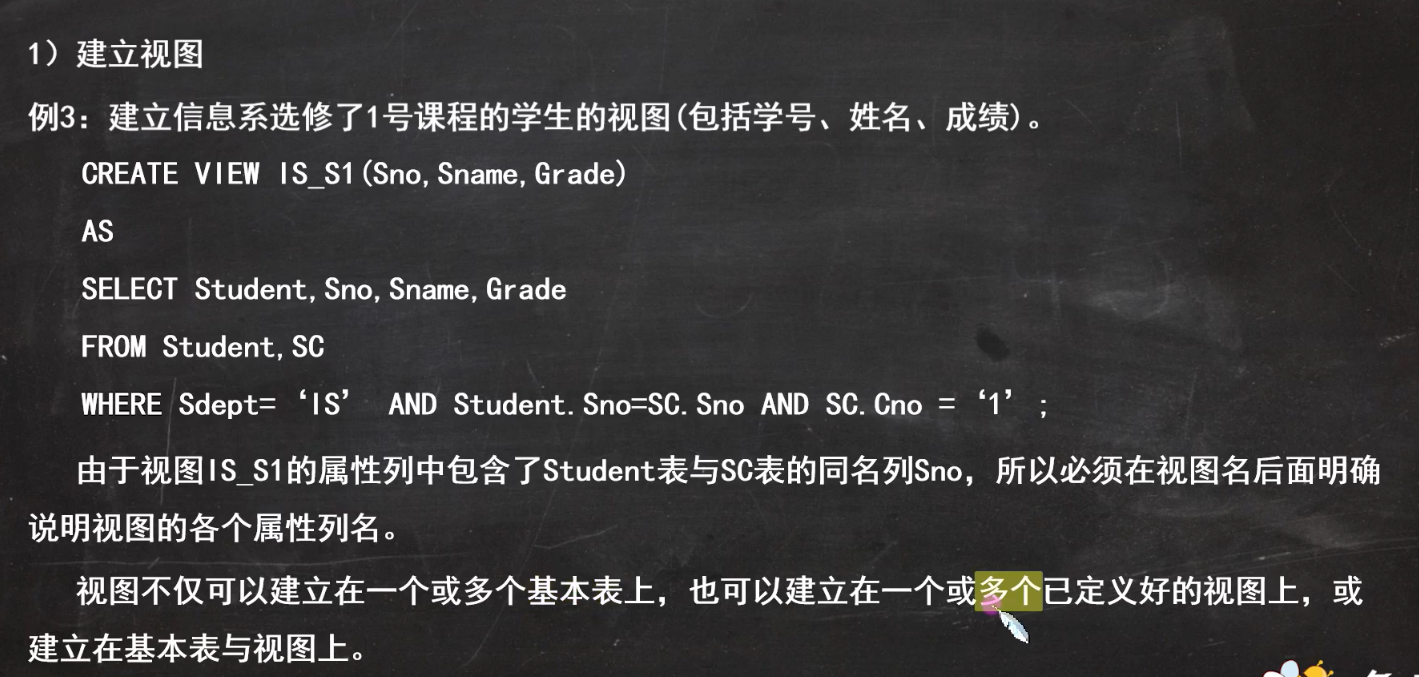 1）建立视图
例3：建立信息系选修了1号课程的学生的视图(包括学号、姓名、成绩)。
CREATE VIEW IS_S1(Sno,Sname,Grade)
AS
SELECT Student,Sno,Sname,Grade
FROM Student,SC
WHERE Sdept=‘IS’ AND Student.Sno=SC.Sno AND SC.Cno =‘1’;
由于视图IS_S1的属性列中包含了Student表与SC表的同名列Sno，所以必须在视图名后面明确
说明视图的各个属性列名。
视图不仅可以建立在一个或多个基本表上，也可以建立在一个或多个已定义好的视图上，或
建立在基本表与视图上。